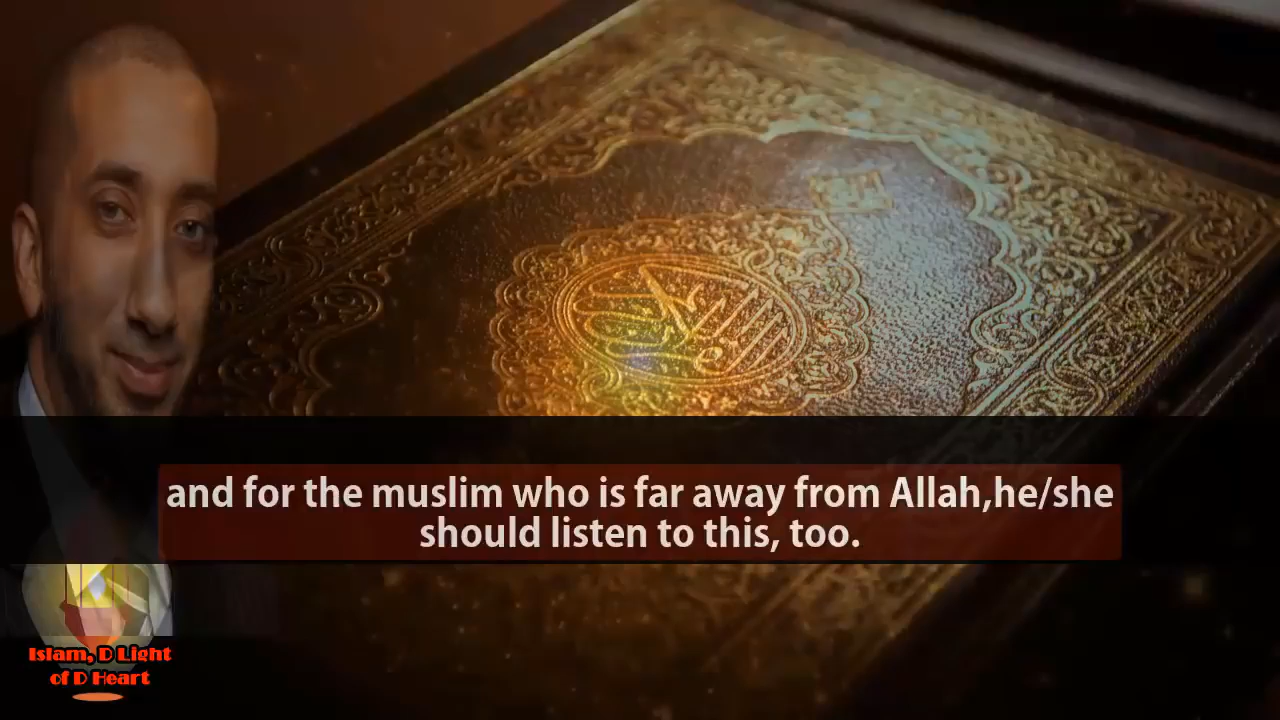 and for the muslim who is far away from Allah,he/she
should listen to this, too.
Islam, D Light
of D Heart